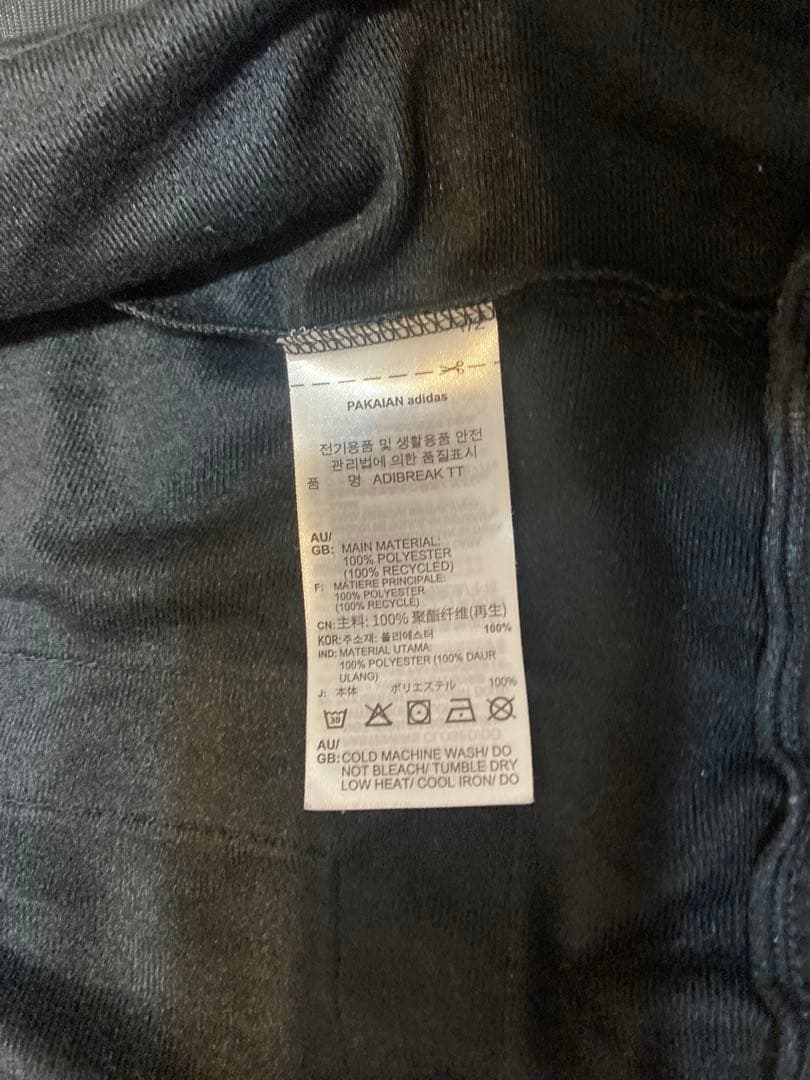 PAKAIAN adidas
전기용품 및 생활용품 안전
관리법에 의한 품질표시
품 명 ADIBREAK TT
AU/
GB: MAIN MATERIAL:
100% POLYESTER
(100% RECYCLED)
F: MATIERE PRINCIPALE:
100% POLYESTER
(100% RECYCLÉ)
CN: 主料: 100% 聚酯纤维(再生)
KOR: 주소재: 폴리에스터 100%
IND: MATERIAL UTAMA:
100% POLYESTER (100% DAUR
ULANG)
J: 本体 ポリエステル 100%
30
AU/
GB: COLD MACHINE WASH/ DO
NOT BLEACH/ TUMBLE DRY
LOW HEAT/ COOL IRON/ DO